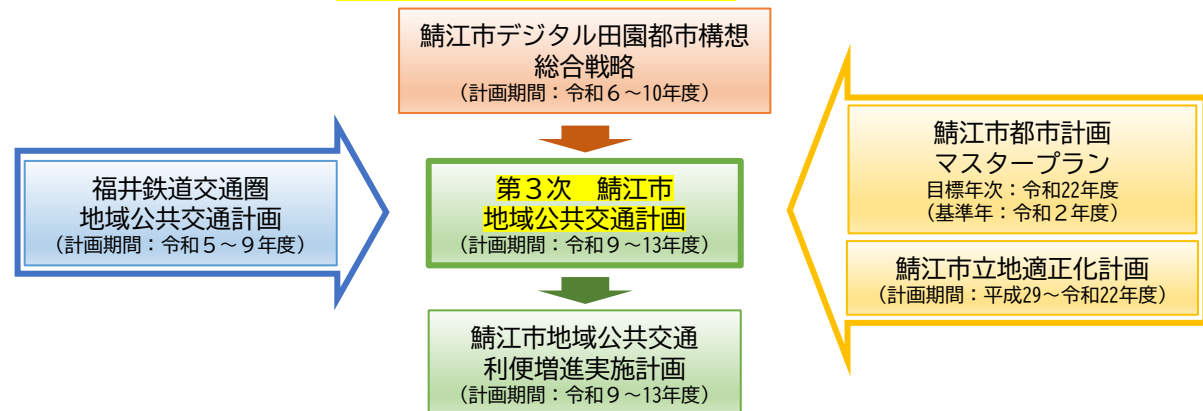 鯖江市デジタル田園都市構想
総合戦略
（計画期間：令和６～10年度）
福井鉄道交通圏
地域公共交通計画
（計画期間：令和５～９年度）
第３次　鯖江市
地域公共交通計画
（計画期間：令和９～13年度）
鯖江市都市計画
マスタープラン
目標年次：令和22年度
（基準年：令和２年度）
鯖江市立地適正化計画
（計画期間：平成29～令和22年度）
鯖江市地域公共交通
利便増進実施計画
（計画期間：令和９～13年度）